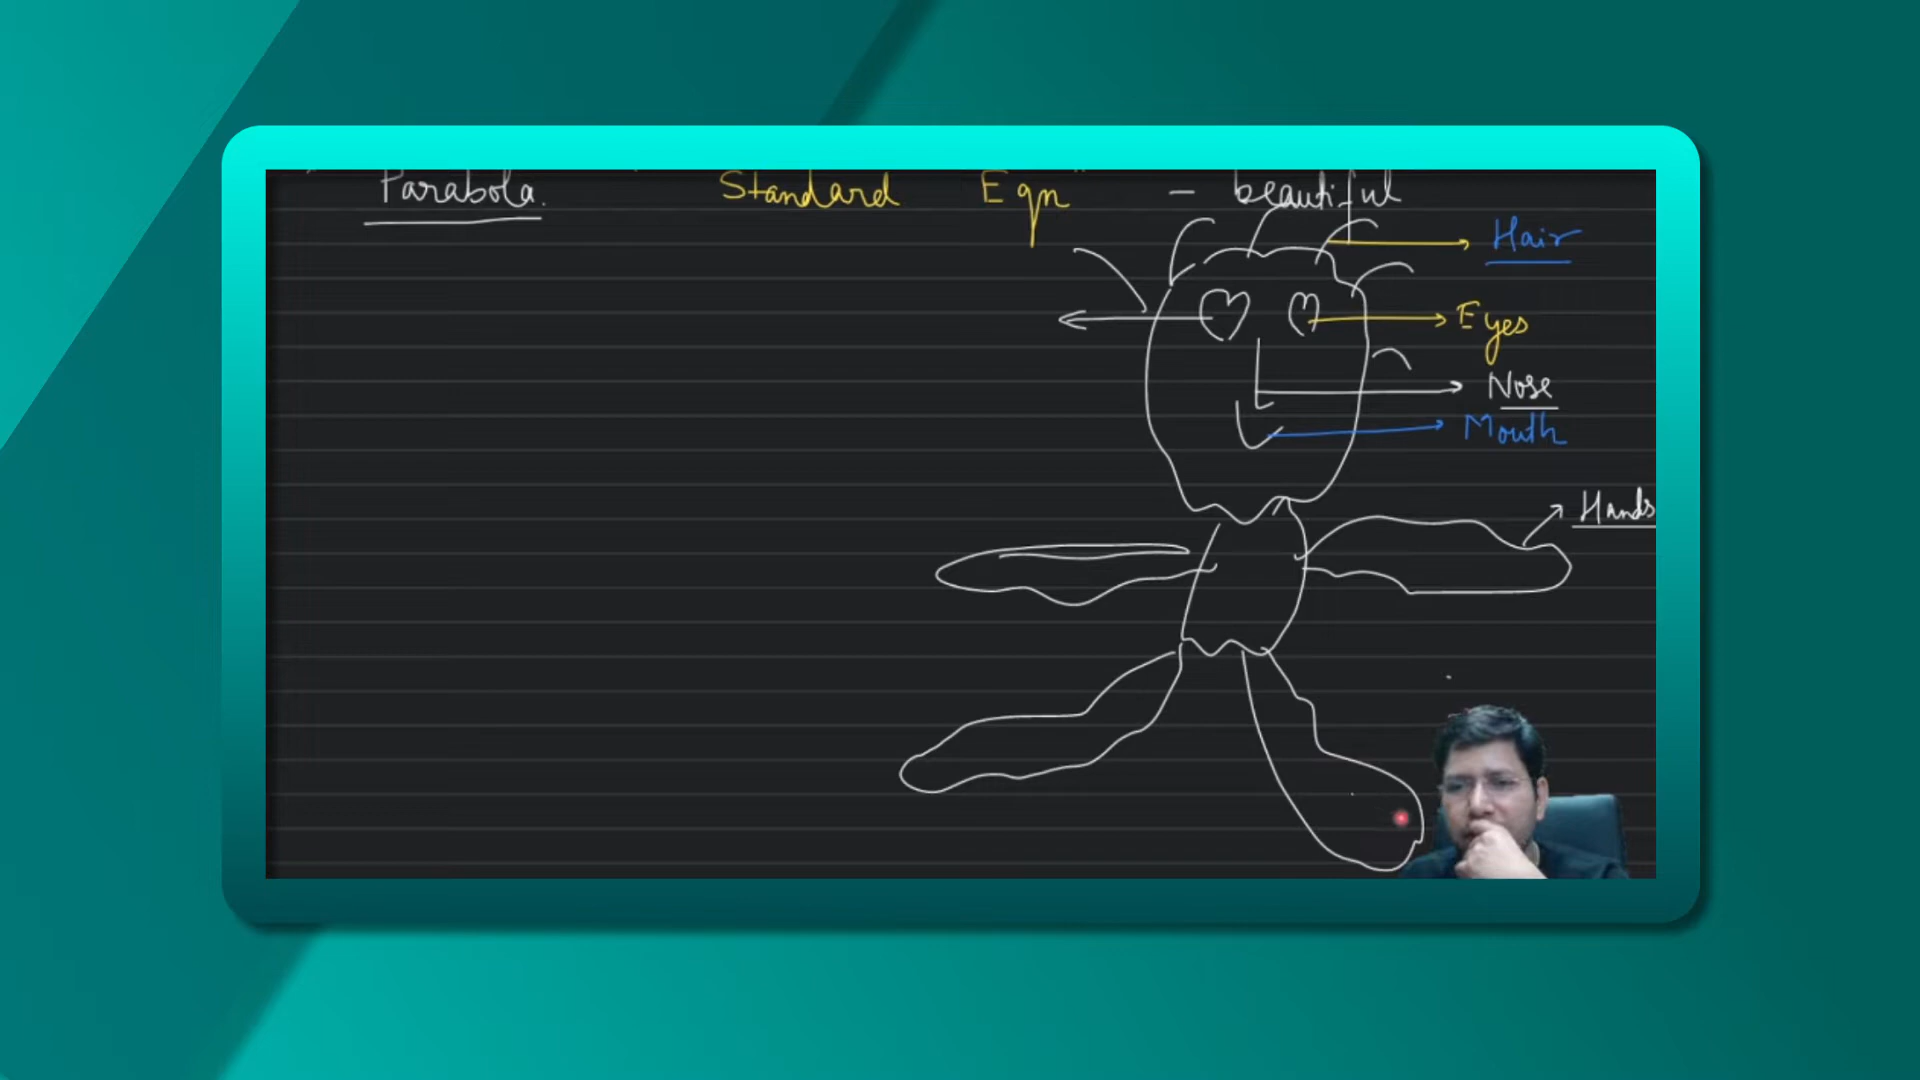 Parabola. Standard Eqn" - beautiful
Hair
Eyes
Nose
Mouth
Hands